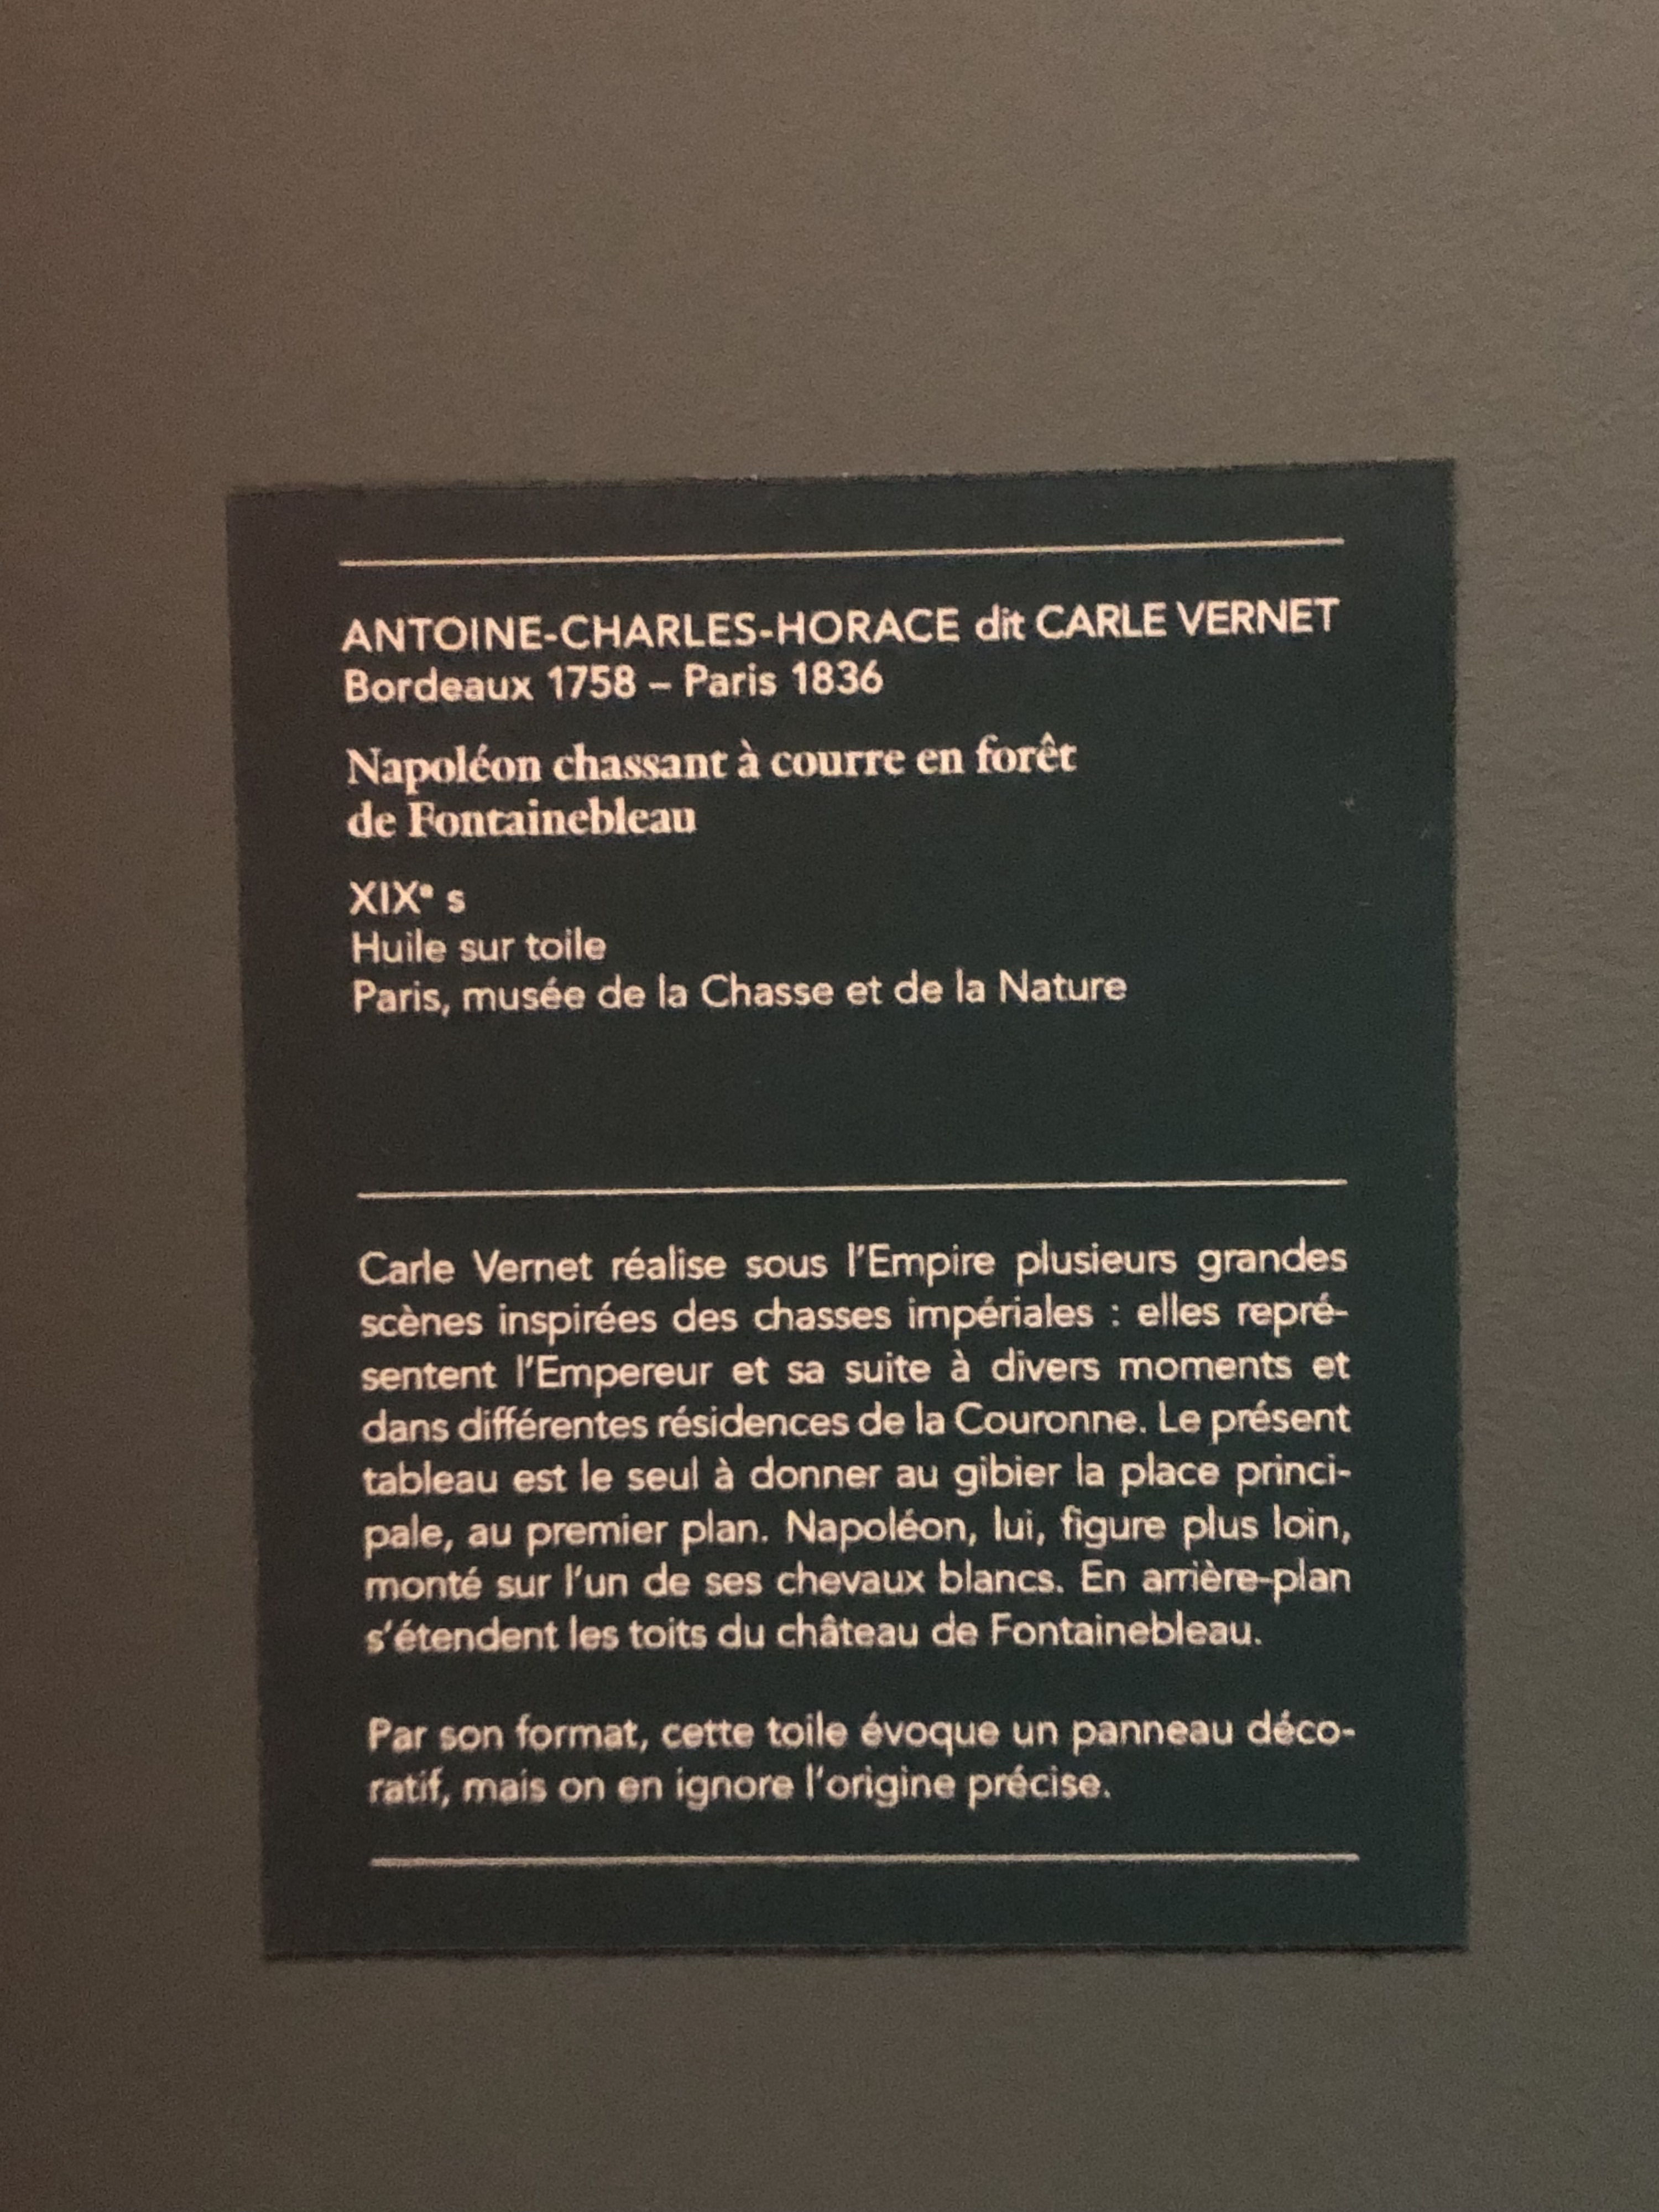 ANTOINE-CHARLES-HORACE dit CARLE VERNET
Bordeaux 1758 – Paris 1836
Napoléon chassant à courre en forêt
de Fontainebleau
XIXe s
Huile sur toile
Paris, musée de la Chasse et de la Nature
Carle Vernet réalise sous l'Empire plusieurs grandes
scènes inspirées des chasses impériales : elles repré-
sentent l'Empereur et sa suite à divers moments et
dans différentes résidences de la Couronne. Le présent
tableau est le seul à donner au gibier la place princi-
pale, au premier plan. Napoléon, lui, figure plus loin,
monté sur l'un de ses chevaux blancs. En arrière-plan
s'étendent les toits du château de Fontainebleau.
Par son format, cette toile évoque un panneau déco-
ratif, mais on en ignore l'origine précise.